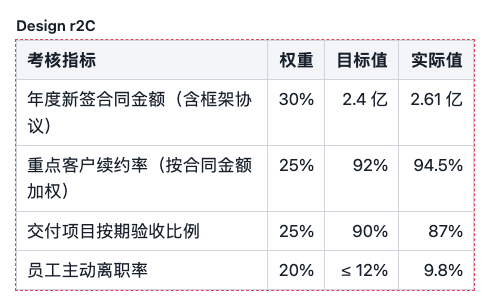 Design r2C
考核指标 权重 目标值 实际值
年度新签合同金额（含框架协 30% 2.4 亿 2.61 亿
议）
重点客户续约率（按合同金额 25% 92% 94.5%
加权）
交付项目按期验收比例 25% 90% 87%
员工主动离职率 20% ≤ 12% 9.8%